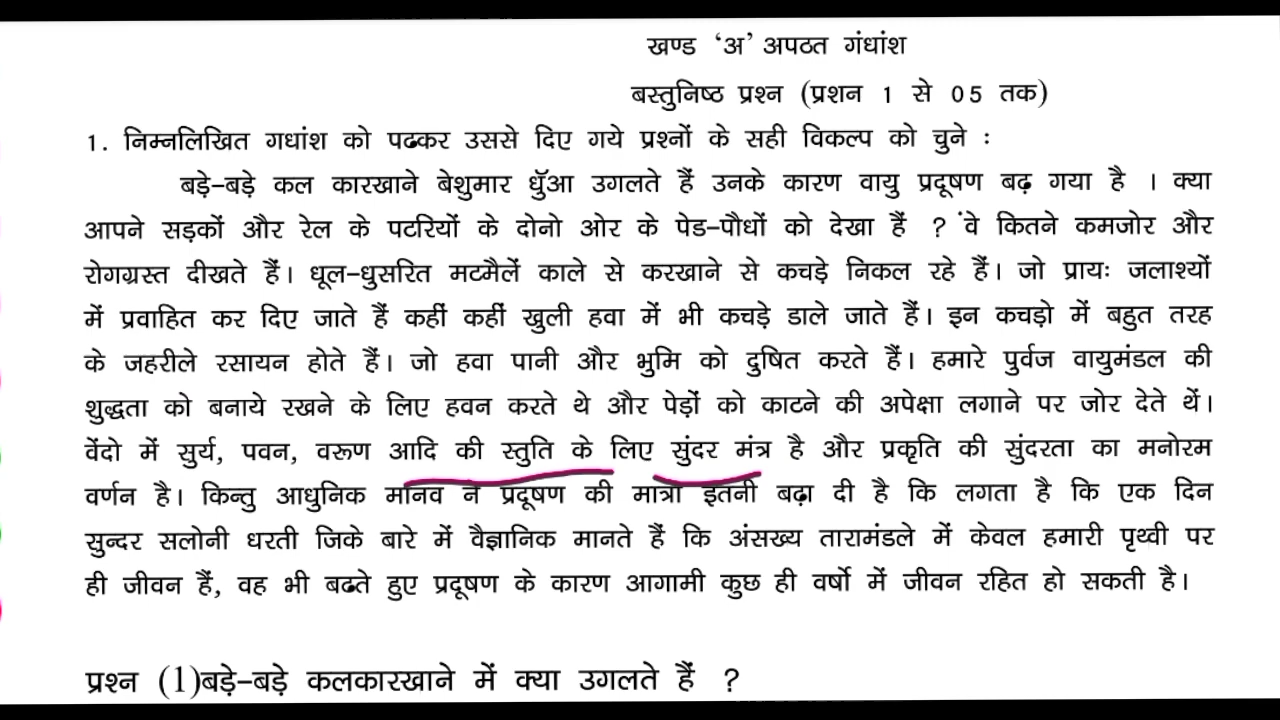 खण्ड ‘अ’ अपठत गंधांश
बस्तुनिष्ठ प्रश्न (प्रशन 1 से 05 तक)
1. निम्नलिखित गधांश को पढकर उससे दिए गये प्रश्नों के सही विकल्प को चुने :
बड़े-बड़े कल कारखाने बेशुमार धुँआ उगलते हैं उनके कारण वायु प्रदूषण बढ़ गया है । क्या
आपने सड़कों और रेल के पटरियों के दोनो ओर के पेड-पौधों को देखा हैं ? वे कितने कमजोर और
रोगग्रस्त दीखते हैं। धूल-धुसरित मटमैलें काले से करखाने से कचड़े निकल रहे हैं। जो प्रायः जलाश्यों
में प्रवाहित कर दिए जाते हैं कहीं कहीं खुली हवा में भी कचड़े डाले जाते हैं। इन कचड़ो में बहुत तरह
के जहरीले रसायन होते हैं। जो हवा पानी और भुमि को दुषित करते हैं। हमारे पुर्वज वायुमंडल की
शुद्धता को बनाये रखने के लिए हवन करते थे और पेड़ों को काटने की अपेक्षा लगाने पर जोर देते थें।
वेंदो में सुर्य, पवन, वरूण आदि की स्तुति के लिए सुंदर मंत्र है और प्रकृति की सुंदरता का मनोरम
वर्णन है। किन्तु आधुनिक मानव ने प्रदूषण की मात्रा इतनी बढ़ा दी है कि लगता है कि एक दिन
सुन्दर सलोनी धरती जिके बारे में वैज्ञानिक मानते हैं कि अंसख्य तारामंडले में केवल हमारी पृथ्वी पर
ही जीवन हैं, वह भी बढते हुए प्रदूषण के कारण आगामी कुछ ही वर्षो में जीवन रहित हो सकती है।
प्रश्न (1)बड़े-बड़े कलकारखाने में क्या उगलते हैं ?